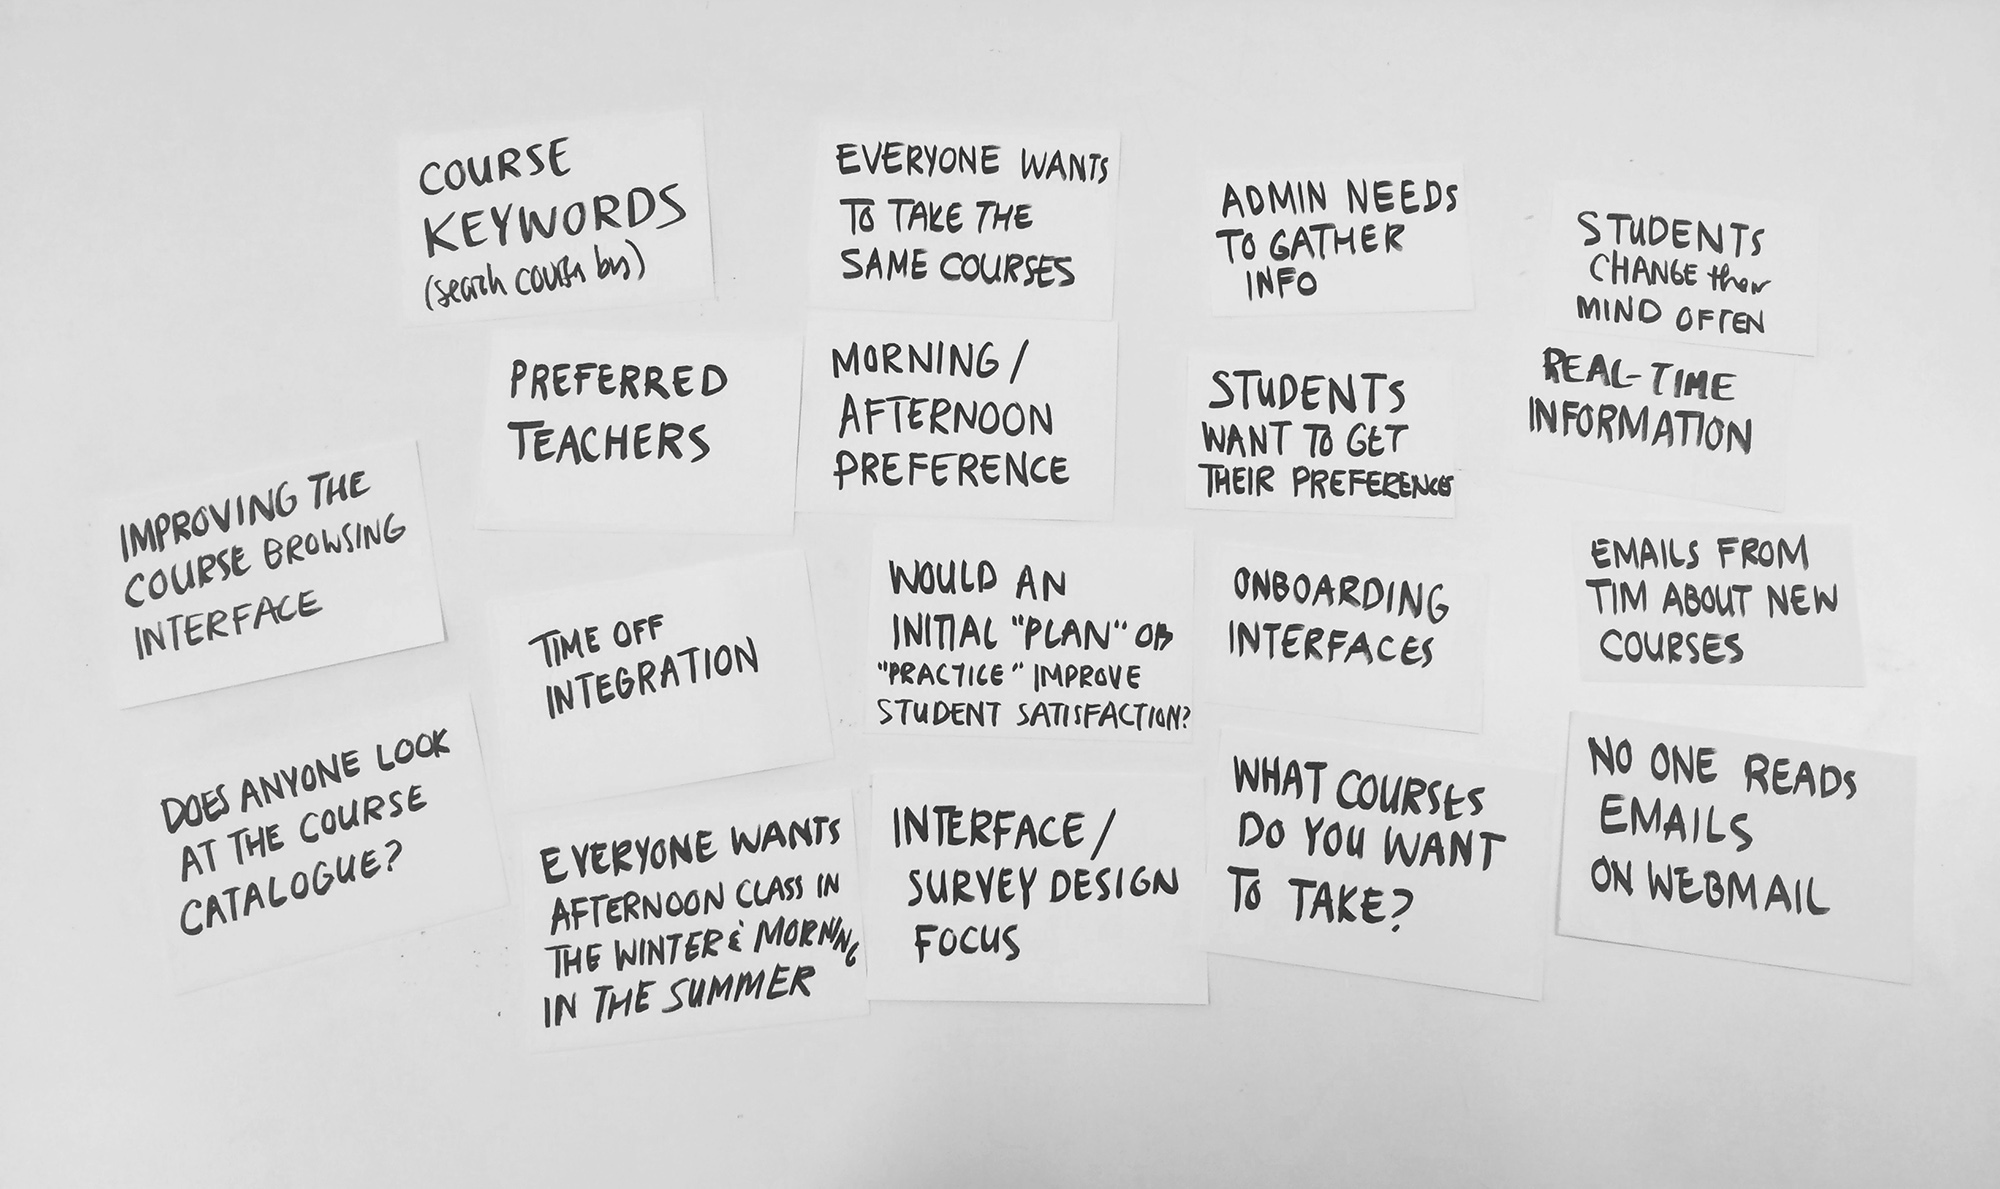 COURSE
KEYWORDS
(search course by)
EVERYONE WANTS
TO TAKE THE
SAME COURSES
ADMIN NEEDS
TO GATHER
INFO
STUDENTS
CHANGE their
MIND OFTEN
PREFERRED
TEACHERS
MORNING /
AFTERNOON
PREFERENCE
STUDENTS
WANT TO GET
THEIR PREFERENCES
REAL-TIME
INFORMATION
IMPROVING THE
COURSE BROWSING
INTERFACE
TIME OFF
INTEGRATION
WOULD AN
INITIAL "PLAN" OR
"PRACTICE" IMPROVE
STUDENT SATISFACTION?
ONBOARDING
INTERFACES
EMAILS FROM
TIM ABOUT NEW
COURSES
DOES ANYONE LOOK
AT THE COURSE
CATALOGUE?
EVERYONE WANTS
AFTERNOON CLASS IN
THE WINTER & MORNING
IN THE SUMMER
INTERFACE /
SURVEY DESIGN
FOCUS
WHAT COURSES
DO YOU WANT
TO TAKE?
NO ONE READS
EMAILS
ON WEBMAIL